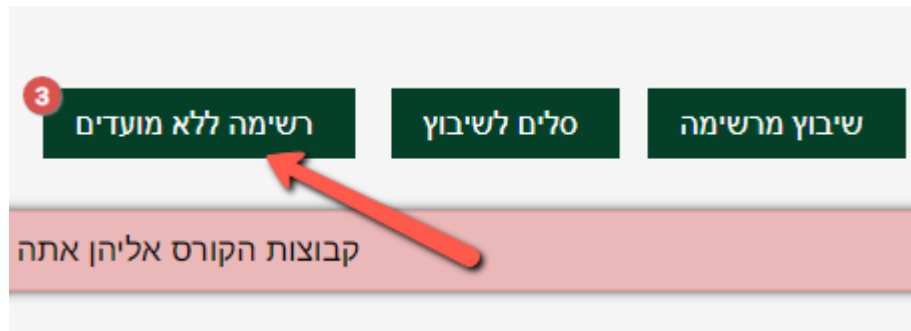 שיבוץ מרשימה
סלים לשיבוץ
רשימה ללא מועדים
3
קבוצות הקורס אליהן אתה